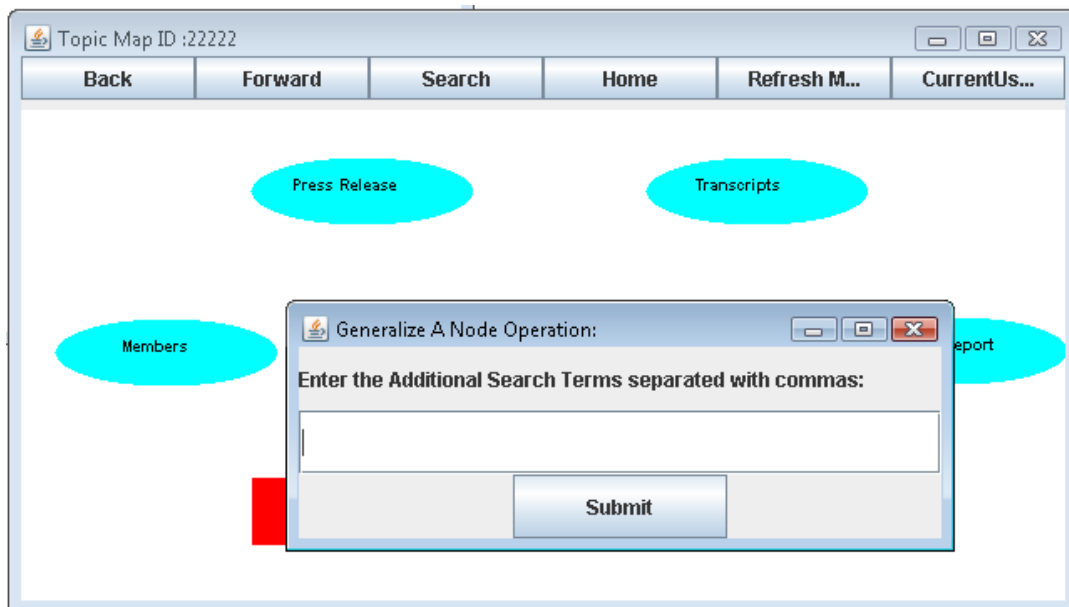 Topic Map ID :22222
Back Forward Search Home Refresh M... CurrentUs...
Press Release Transcripts
Generalize A Node Operation:
Members eport
Enter the Additional Search Terms separated with commas:
Submit